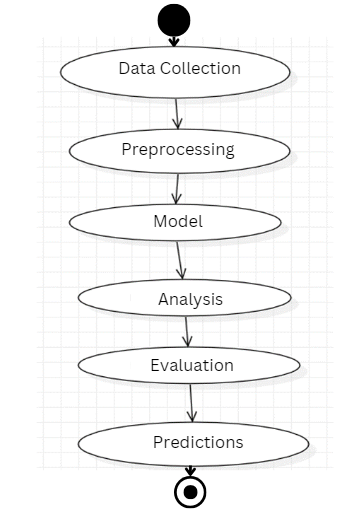 Data Collection
Preprocessing
Model
Analysis
Evaluation
Predictions